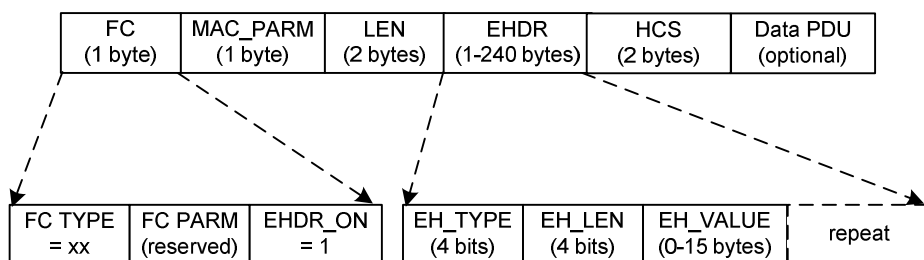 FC MAC_PARM LEN EHDR HCS Data PDU
(1 byte) (1 byte) (2 bytes) (1-240 bytes) (2 bytes) (optional)
FC TYPE FC PARM EHDR_ON EH_TYPE EH_LEN EH_VALUE repeat
= xx (reserved) = 1 (4 bits) (4 bits) (0-15 bytes)